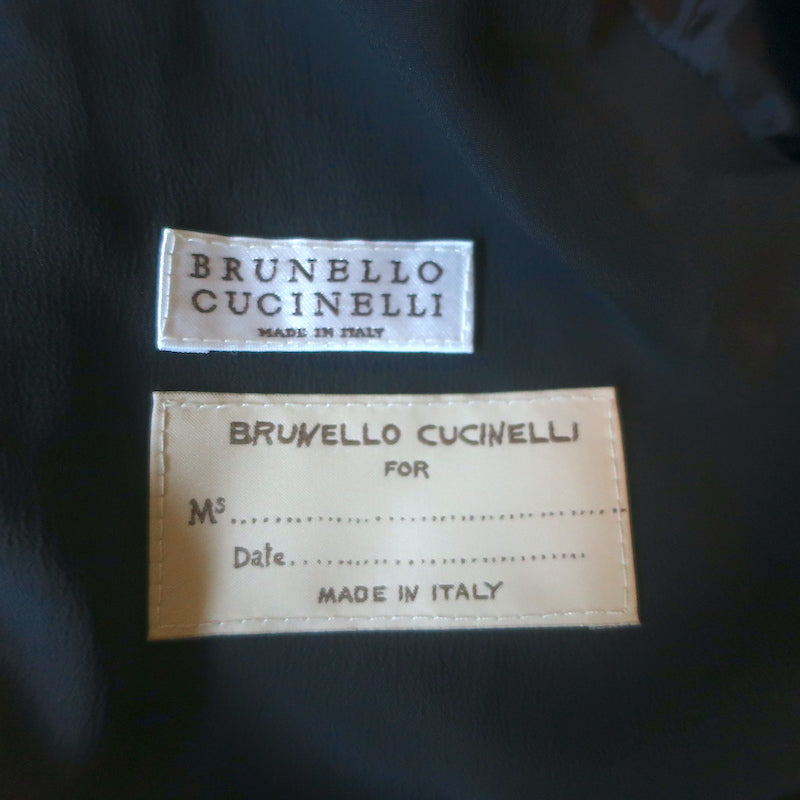 BRUNELLO
CUCINELLI
MADE IN ITALY
BRUNELLO CUCINELLI
FOR
Ms..............................................
Date...................................
MADE IN ITALY